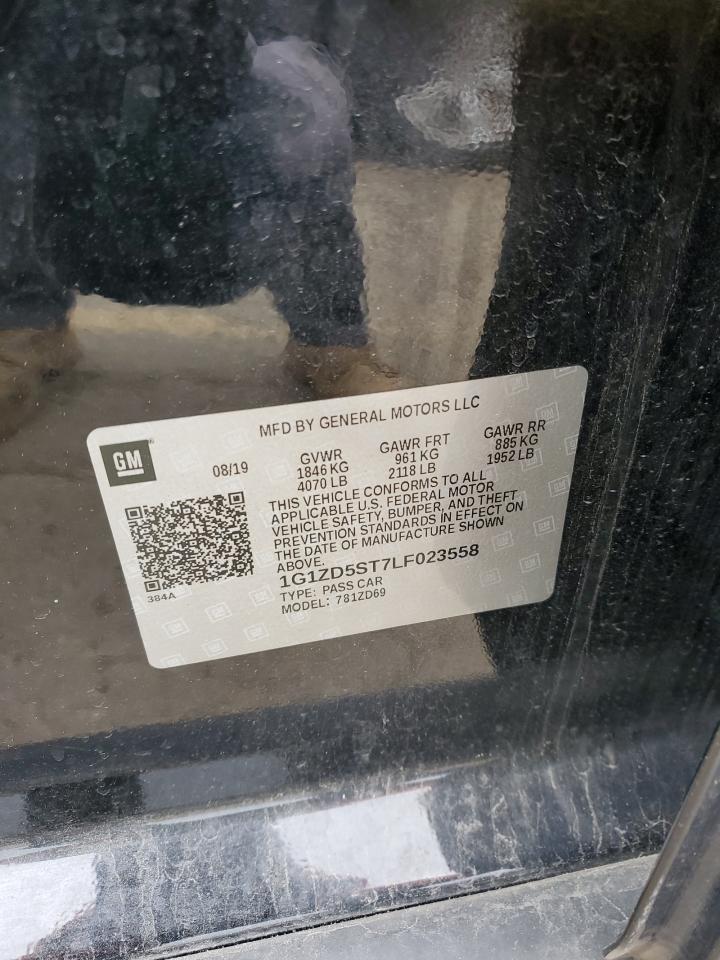 MFD BY GENERAL MOTORS LLC
GM
08/19
GVWR
1846 KG
4070 LB
GAWR FRT
961 KG
2118 LB
GAWR RR
885 KG
1952 LB
THIS VEHICLE CONFORMS TO ALL
APPLICABLE U.S. FEDERAL MOTOR
VEHICLE SAFETY, BUMPER, AND THEFT
PREVENTION STANDARDS IN EFFECT ON
THE DATE OF MANUFACTURE SHOWN
ABOVE.
1G1ZD5ST7LF023558
TYPE: PASS CAR
MODEL: 781ZD69
384A